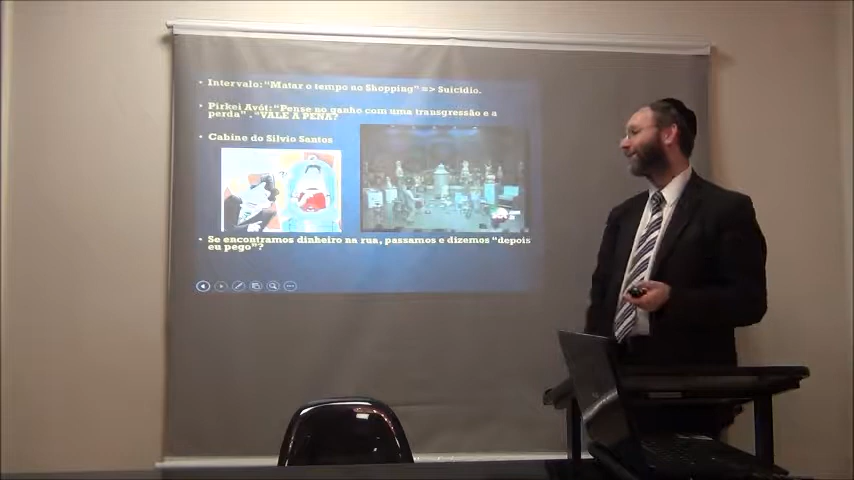 Intervalo: "Matar o tempo no Shopping" => Suicídio.
Pirkei Avót: "Pense no ganho com uma transgressão e a
perda". "VALE A PENA?
Cabine do Silvio Santos
Se encontramos dinheiro na rua, passamos e dizemos "depois
eu pego"?